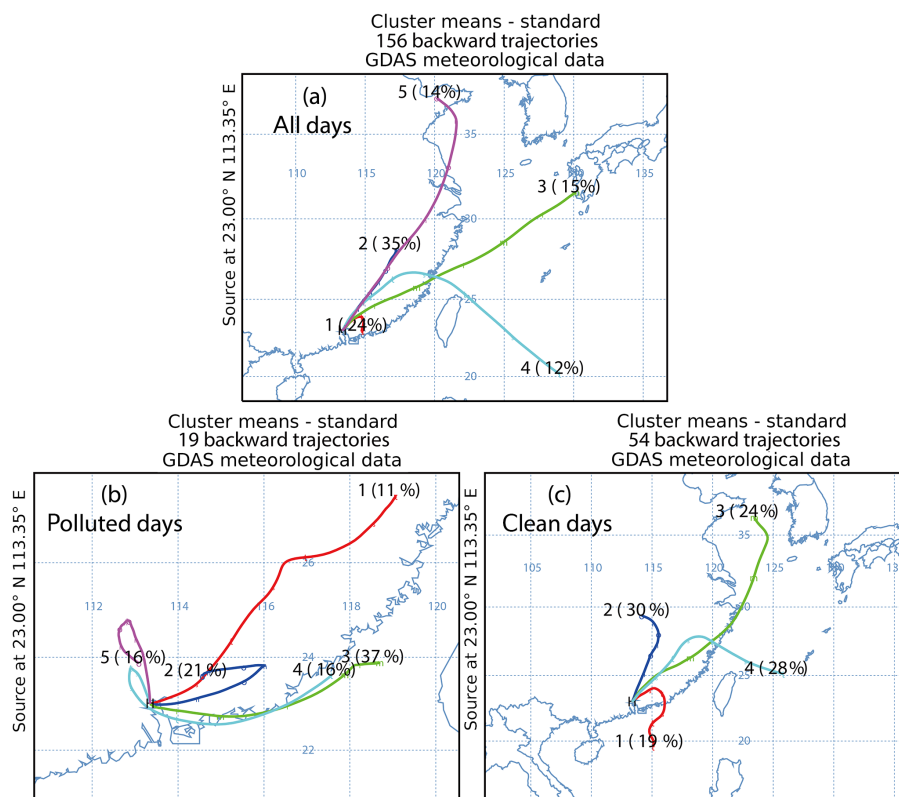 Cluster means - standard
156 backward trajectories
GDAS meteorological data
Source at 23.00° N 113.35° E
(a)
All days
5 (14%)
35
110
115
120
125
135
3 ( 15%)
30
2 ( 35%)
25
1 ( 24%)
4 ( 12%)
20
Cluster means - standard
19 backward trajectories
GDAS meteorological data
Source at 23.00° N 113.35° E
(b)
Polluted days
1 (11 %)
26
112
114
116
118
120
24
5 ( 16%)
2 (21 %)
4 ( 16%)
3 (37 %)
22
Cluster means - standard
54 backward trajectories
GDAS meteorological data
Source at 23.00° N 113.35° E
(c)
Clean days
3 ( 24%)
35
105
110
115
120
125
2 ( 30 %)
30
4 ( 28%)
25
1 ( 19 %)
20